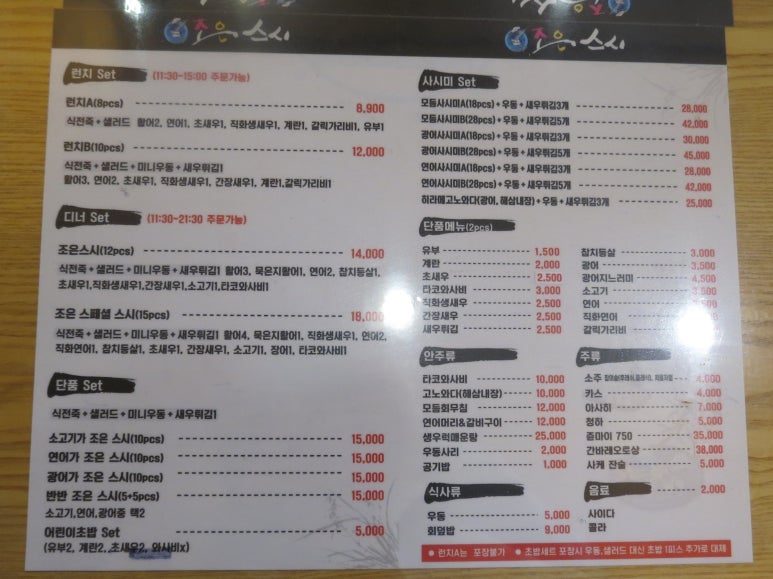 조은스시
조은스시
런치 Set (11:30-15:00 주문가능)
런치A(8pcs) 8,900
식전죽 + 샐러드 활어2, 연어1, 초새우1, 직화생새우1, 계란1, 갈릭가리비1, 유부1
런치B(10pcs) 12,000
식전죽 + 샐러드 + 미니우동 + 새우튀김1
활어3, 연어2, 초새우1, 직화생새우1, 간장새우1, 계란1.갈릭가리비1
디너 Set (11:30-21:30 주문가능)
조은스시(12pcs) 14,000
식전죽 + 샐러드 + 미니우동 + 새우튀김1 활어3, 묵은지활어1, 연어2, 참치등살1,
초새우1,직화생새우1,간장새우1,소고기1,타코와사비1
조은 스페셜 스시(15pcs) 18,000
식전죽 + 샐러드 + 미니우동 + 새우튀김1 활어4, 묵은지활어1, 직화생새우1, 연어2,
직화연어1, 참치등살1, 초새우1, 간장새우1, 소고기1, 장어1, 타코와사비1
단품 Set
식전죽 + 샐러드 + 미니우동 + 새우튀김1
소고기가 조은 스시(10pcs) 15,000
연어가 조은 스시(10pcs) 15,000
광어가 조은 스시(10pcs) 15,000
반반 조은 스시(5+5pcs) 15,000
소고기,연어,광어중 택2
어린이초밥 Set 5,000
(유부2, 계란2, 초새우2, 와사비x)
사시미 Set
모듬사시미A(18pcs) + 우동 + 새우튀김3개 28,000
모듬사시미B(28pcs) + 우동 + 새우튀김5개 42,000
광어사시미A(18pcs) + 우동 + 새우튀김3개 30,000
광어사시미B(28pcs) + 우동 + 새우튀김5개 45,000
연어사시미A(18pcs) + 우동 + 새우튀김3개 28,000
연어사시미B(28pcs) + 우동 + 새우튀김5개 42,000
히라메고노와다(광어, 해삼내장) + 우동 + 새우튀김3개 25,000
단품메뉴(2pcs)
유부 1,500
계란 2,000
초새우 2,500
타코와사비 3,000
직화생새우 2,500
간장새우 2,500
새우튀김 2,500
참치등살 3,000
광어 3,500
광어지느러미 4,500
소고기 3,500
연어
직화연어
갈릭가리비
안주류
타코와사비 10,000
고노와다(해삼내장) 10,000
모듬회무침 12,000
연어머리&갈비구이 12,000
생우럭매운탕 25,000
우동사리 2,000
공기밥 1,000
주류
소주 4,000
카스 4,000
아사히 7,000
청하 5,000
쥰마이 750 35,000
간바레오또상 38,000
사케 잔술 5,000
식사류
우동 5,000
회덮밥 9,000
음료 2,000
사이다
콜라
● 런치A는 포장불가 ● 초밥세트 포장시 우동,샐러드 대신 초밥 1피스 추가로 대체